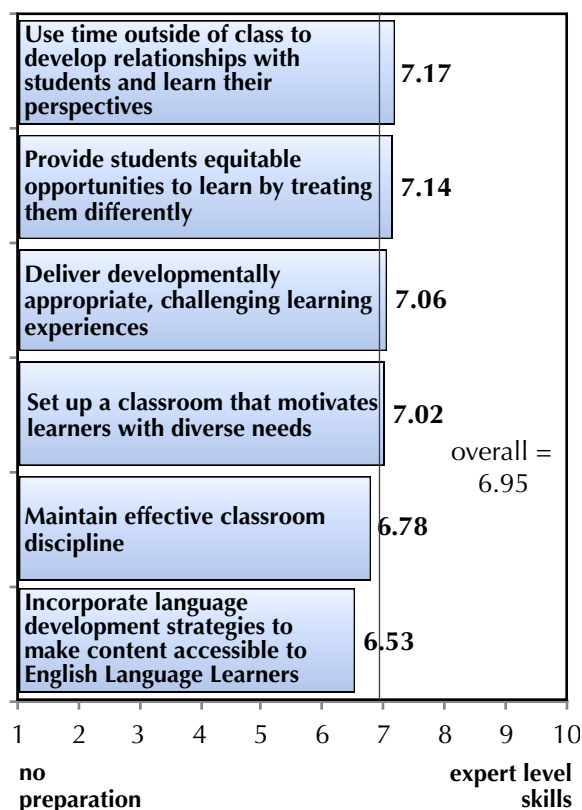 Use time outside of class to
develop relationships with
students and learn their
perspectives
7.17
Provide students equitable
opportunities to learn by treating
them differently
7.14
Deliver developmentally
appropriate, challenging learning
experiences
7.06
Set up a classroom that motivates
learners with diverse needs
7.02
overall =
6.95
Maintain effective classroom
discipline
6.78
Incorporate language
development strategies to
make content accessible to
English Language Learners
6.53
1 2 3 4 5 6 7 8 9 10
no
preparation
expert level
skills